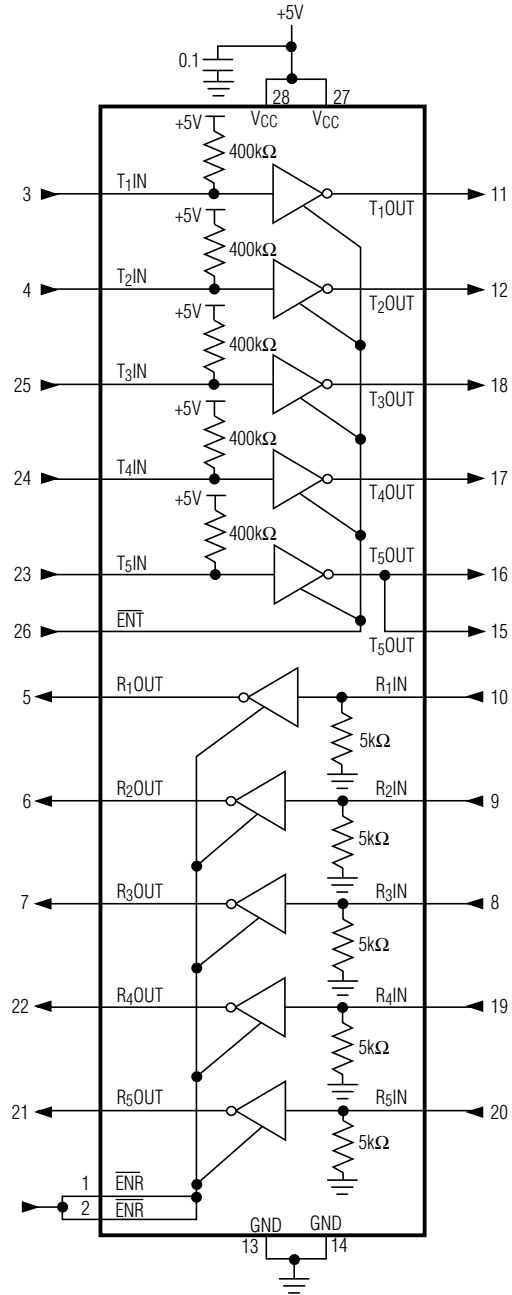 +5V
0.1
28 27
VCC VCC
+5V
400kΩ
3 T1IN T1OUT 11
+5V
400kΩ
4 T2IN T2OUT 12
+5V
400kΩ
25 T3IN T3OUT 18
+5V
400kΩ
24 T4IN T4OUT 17
+5V
400kΩ
23 T5IN T5OUT 16
26 ENT T5OUT 15
5 R1OUT R1IN 10
5kΩ
6 R2OUT R2IN 9
5kΩ
7 R3OUT R3IN 8
5kΩ
22 R4OUT R4IN 19
5kΩ
21 R5OUT R5IN 20
5kΩ
1 ENR
2 ENR
GND GND
13 14